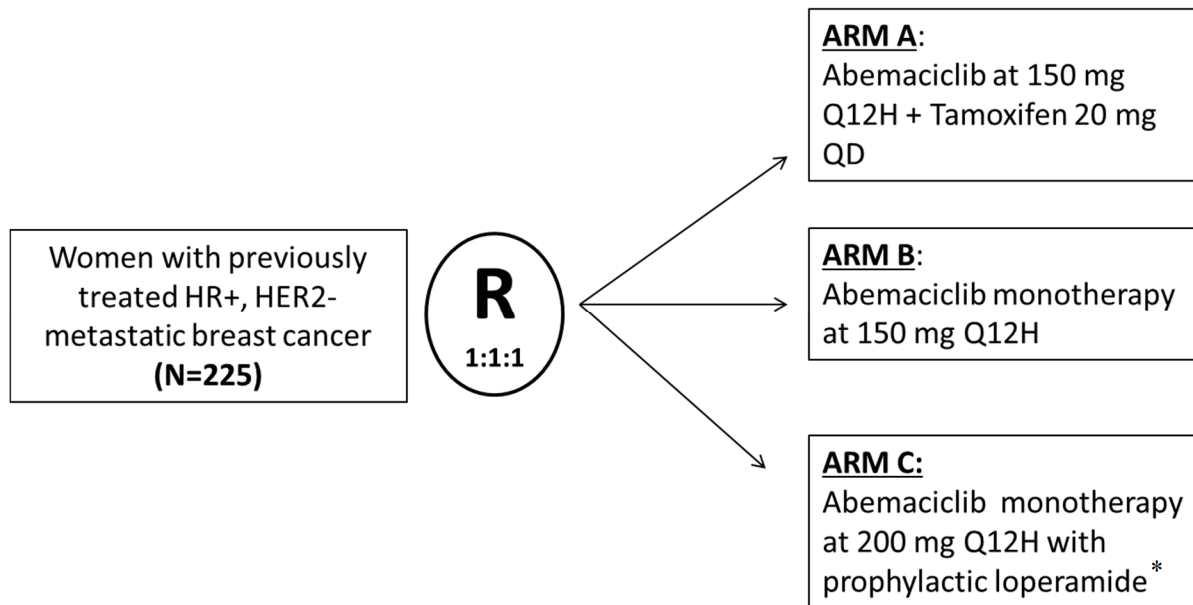 Women with previously
treated HR+, HER2-
metastatic breast cancer
(N=225)
R
1:1:1
ARM A:
Abemaciclib at 150 mg
Q12H + Tamoxifen 20 mg
QD
ARM B:
Abemaciclib monotherapy
at 150 mg Q12H
ARM C:
Abemaciclib monotherapy
at 200 mg Q12H with
prophylactic loperamide*